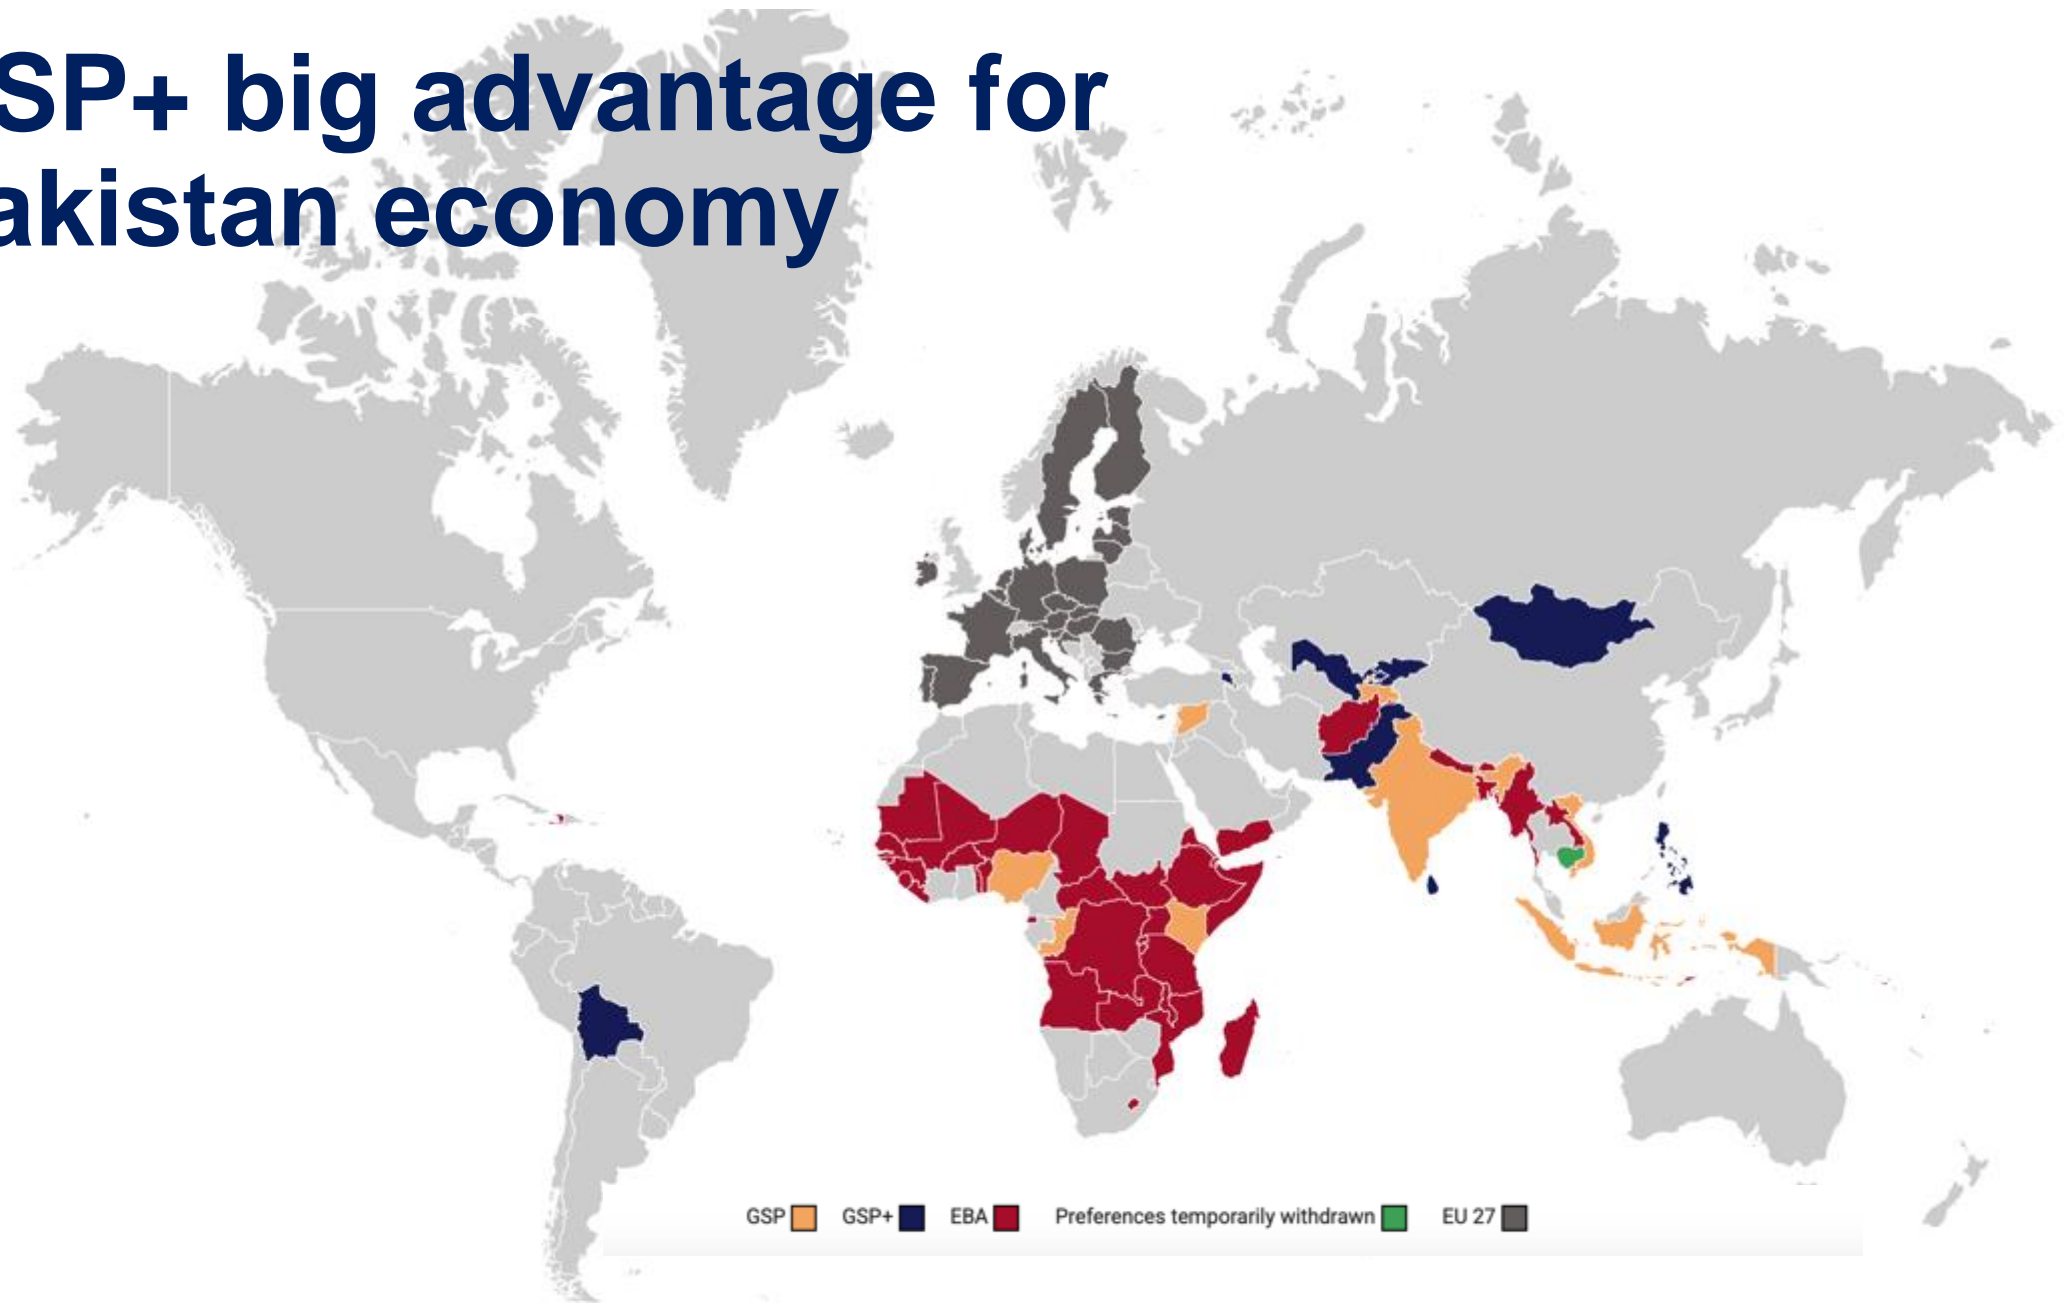 SP+ big advantage for
akistan economy
GSP GSP+ EBA Preferences temporarily withdrawn EU 27